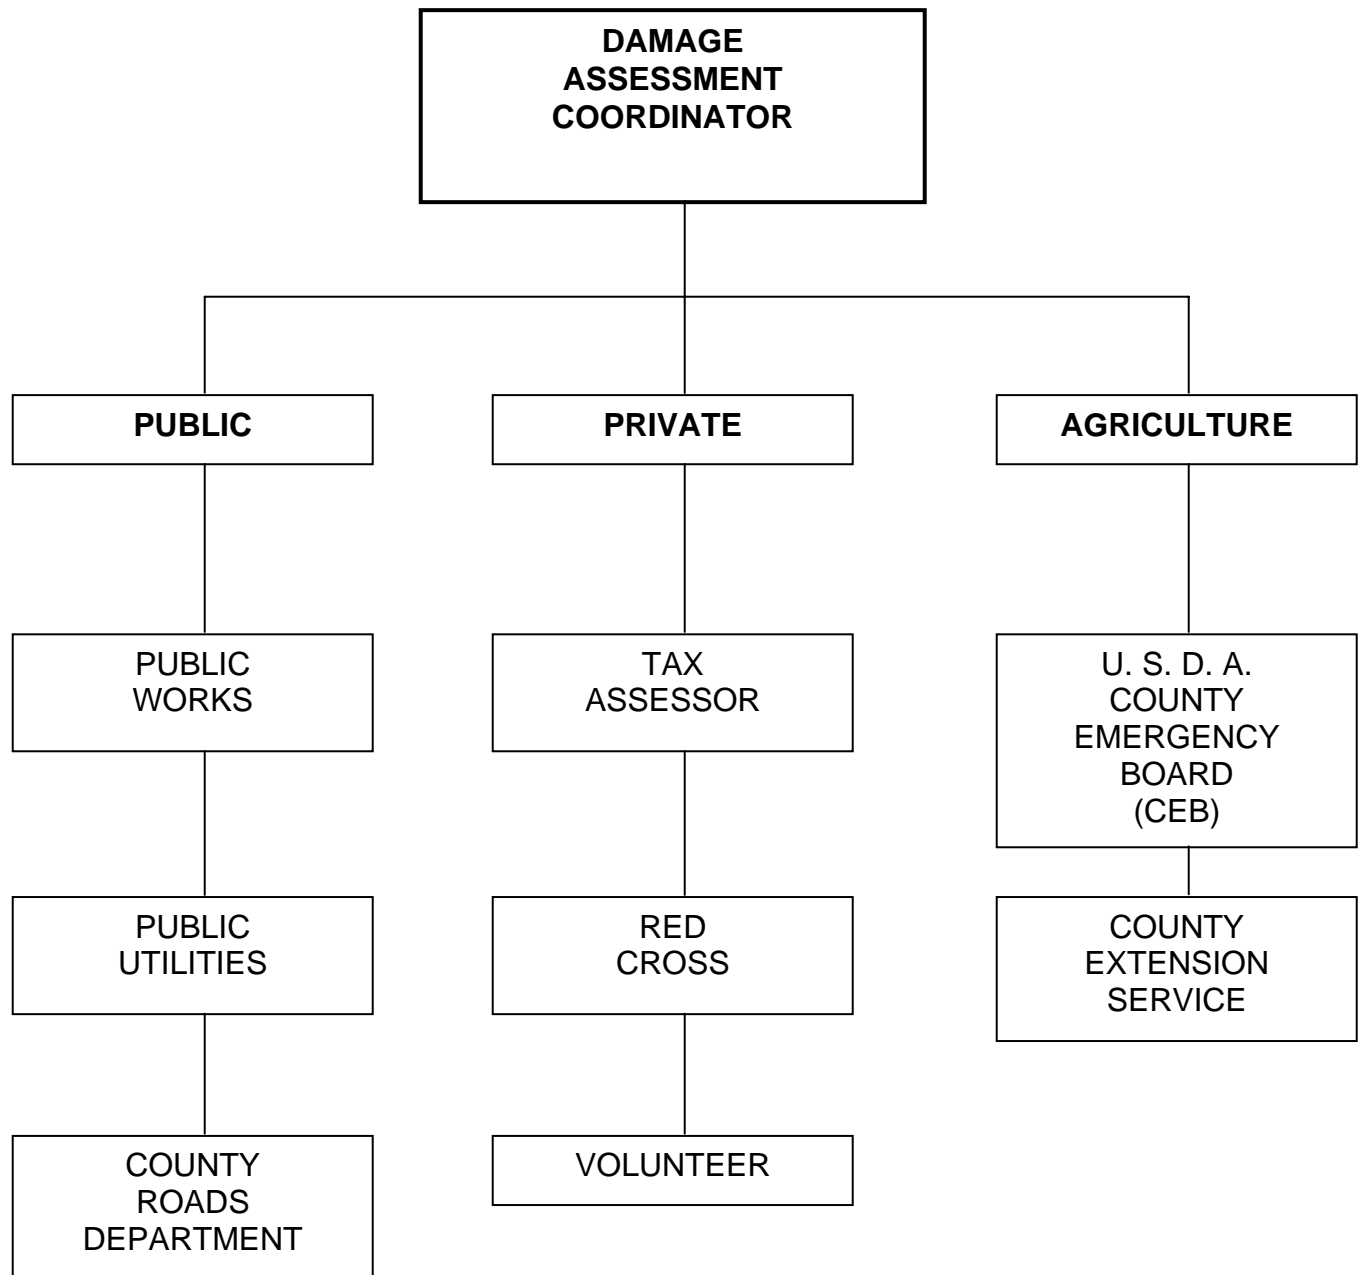 DAMAGE
ASSESSMENT
COORDINATOR
PUBLIC
PRIVATE
AGRICULTURE
PUBLIC
WORKS
TAX
ASSESSOR
U. S. D. A.
COUNTY
EMERGENCY
BOARD
(CEB)
PUBLIC
UTILITIES
RED
CROSS
COUNTY
EXTENSION
SERVICE
COUNTY
ROADS
DEPARTMENT
VOLUNTEER